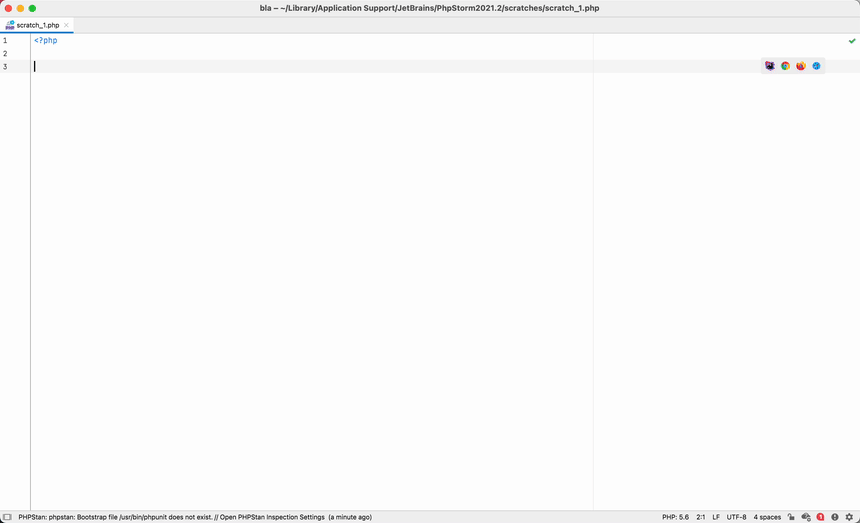 bla – ~/Library/Application Support/JetBrains/PhpStorm2021.2/scratches/scratch_1.php
scratch_1.php
1 <?php
2
3
PHPStan: phpstan: Bootstrap file /usr/bin/phpunit does not exist. // Open PHPStan Inspection Settings (a minute ago) PHP: 5.6 2:1 LF UTF-8 4 spaces